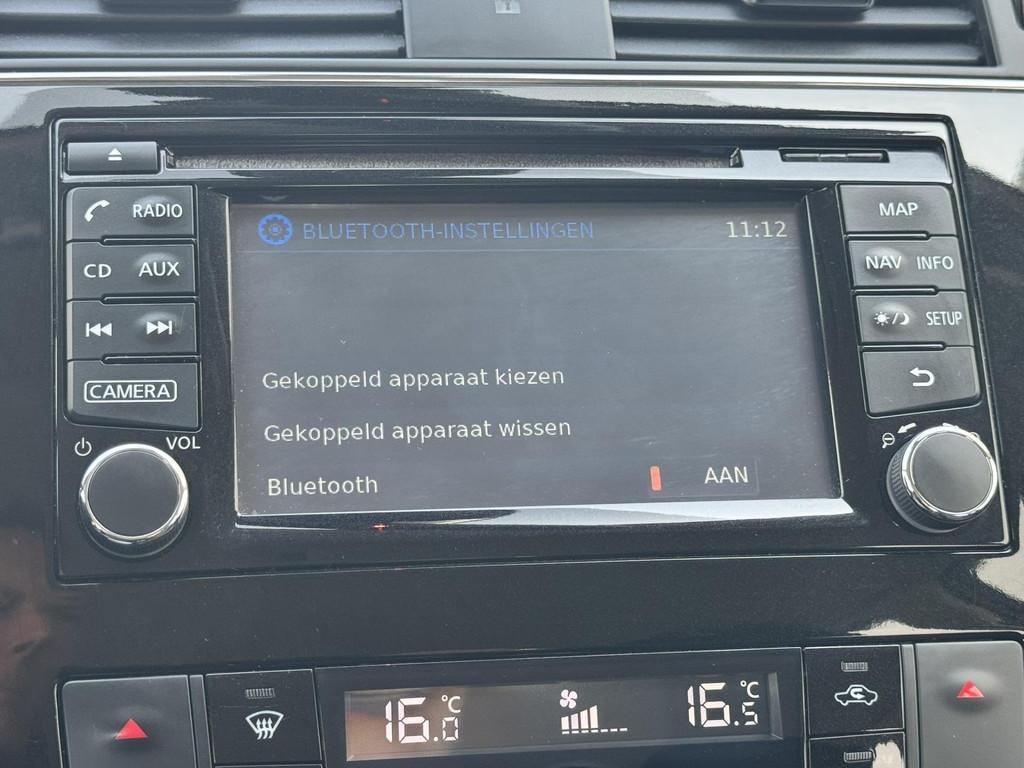 RADIO
CD AUX
CAMERA
VOL
BLUETOOTH-INSTELLINGEN 11:12
Gekoppeld apparaat kiezen
Gekoppeld apparaat wissen
Bluetooth AAN
MAP
NAV INFO
SETUP
16.0 °C 16.5 °C